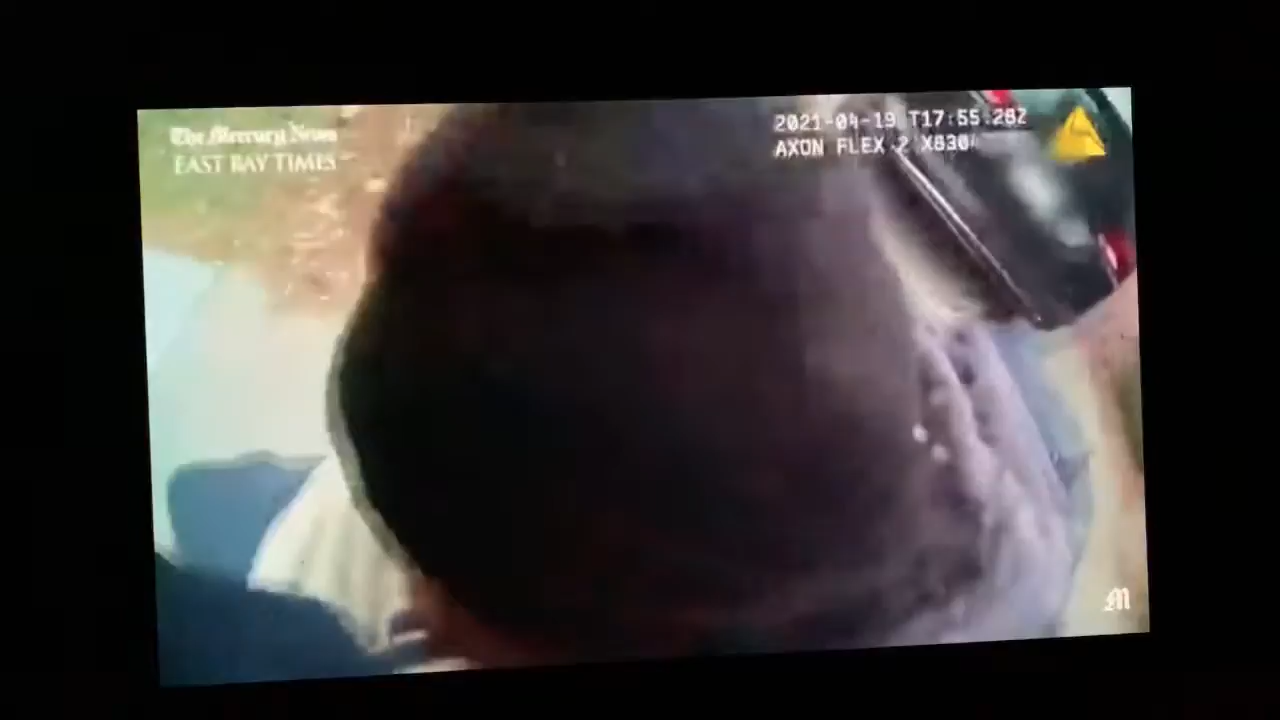 The Mercury News
EAST BAY TIMES
2021-04-19 T17:55:28Z
AXON FLEX 2 X830
M